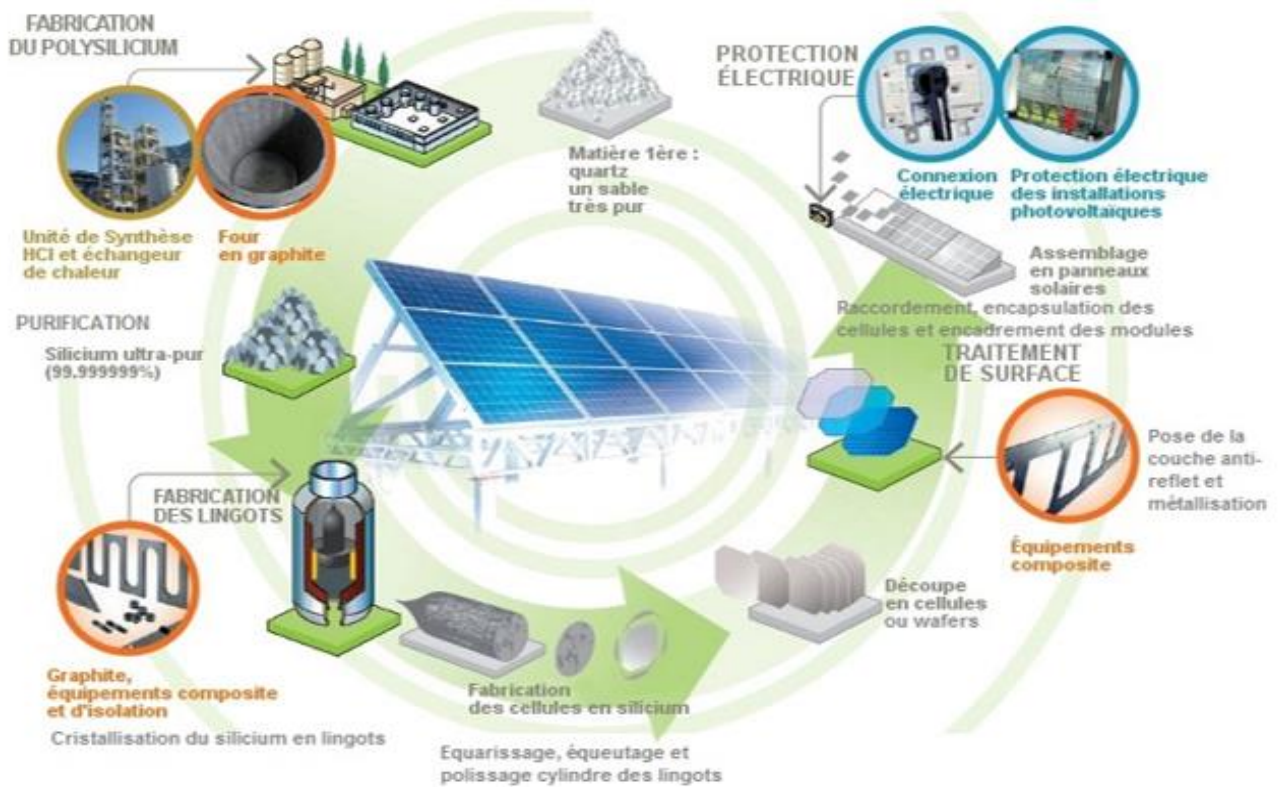 FABRICATION
DU POLYSILICIUM
Unité de Synthèse
HCl et échangeur
de chaleur
Four
en graphite
Matière 1ère :
quartz
un sable
très pur
PROTECTION
ÉLECTRIQUE
Connexion
électrique
Protection électrique
des installations
photovoltaïques
Assemblage
en panneaux
solaires
Raccordement, encapsulation des
cellules et encadrement des modules
PURIFICATION
Silicium ultra-pur
(99.999999%)
TRAITEMENT
DE SURFACE
Pose de la
couche anti-
reflet et
métallisation
Équipements
composite
FABRICATION
DES LINGOTS
Graphite,
équipements composite
et d'isolation
Cristallisation du silicium en lingots
Fabrication
des cellules en silicium
Equarissage, équeutage et
polissage cylindre des lingots
Découpe
en cellules
ou wafers